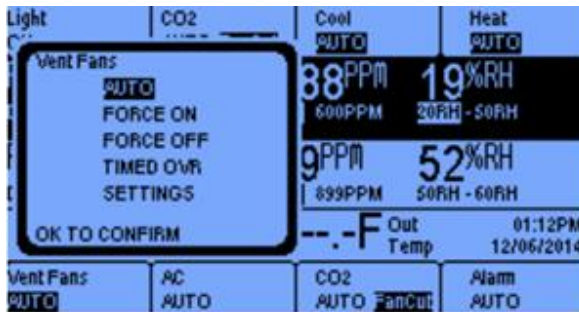 Light CO2 Cool Heat
AUTO AUTO
Vent Fans
AUTO
FORCE ON
FORCE OFF
TIMED OVR
SETTINGS
OK TO CONFIRM
38PPM 19%RH
600PPM 20RH - 50RH
9PPM 52%RH
899PPM 50RH - 60RH
--.-F Out Temp 01:12PM
12/06/2014
Vent Fans AC CO2 Alarm
AUTO AUTO AUTO FanCut AUTO